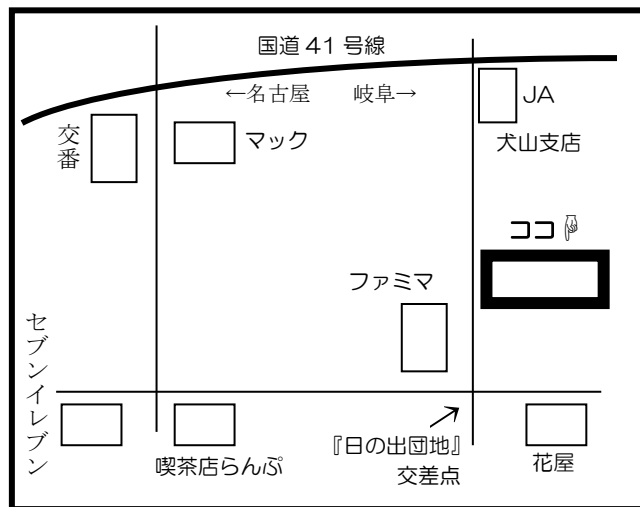 国道 41 号線
←名古屋　岐阜→
JA
犬山支店
交番
マック
ココ☟
ファミマ
セブンイレブン
『日の出団地』
交差点
喫茶店らんぷ
花屋